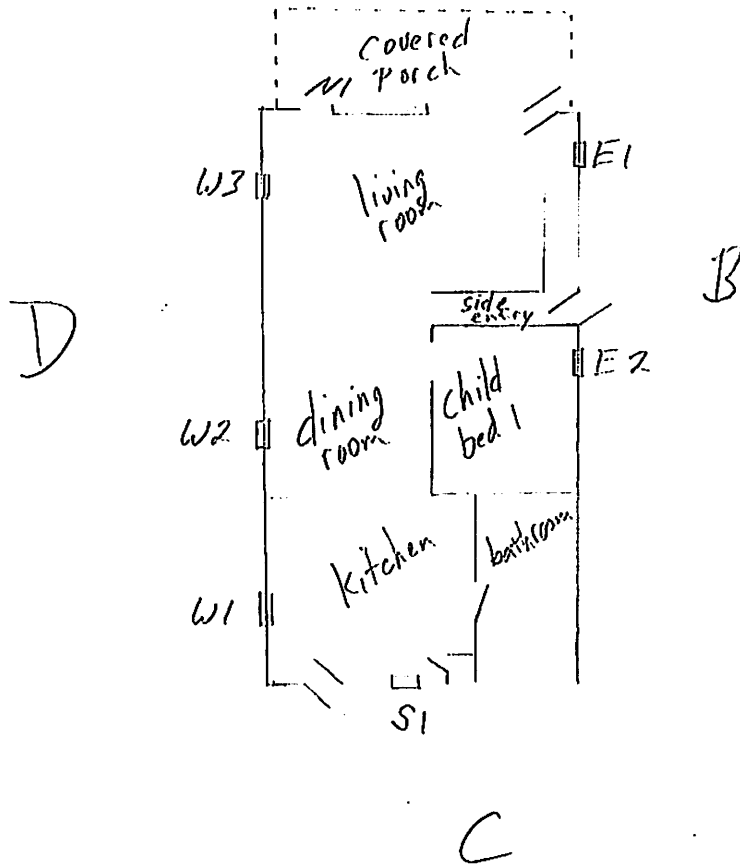 covered
porch
N1
E1
W3
living
room
B
side
entry
D
E2
child
bed 1
dining
room
W2
bathroom
kitchen
W1
S1
C